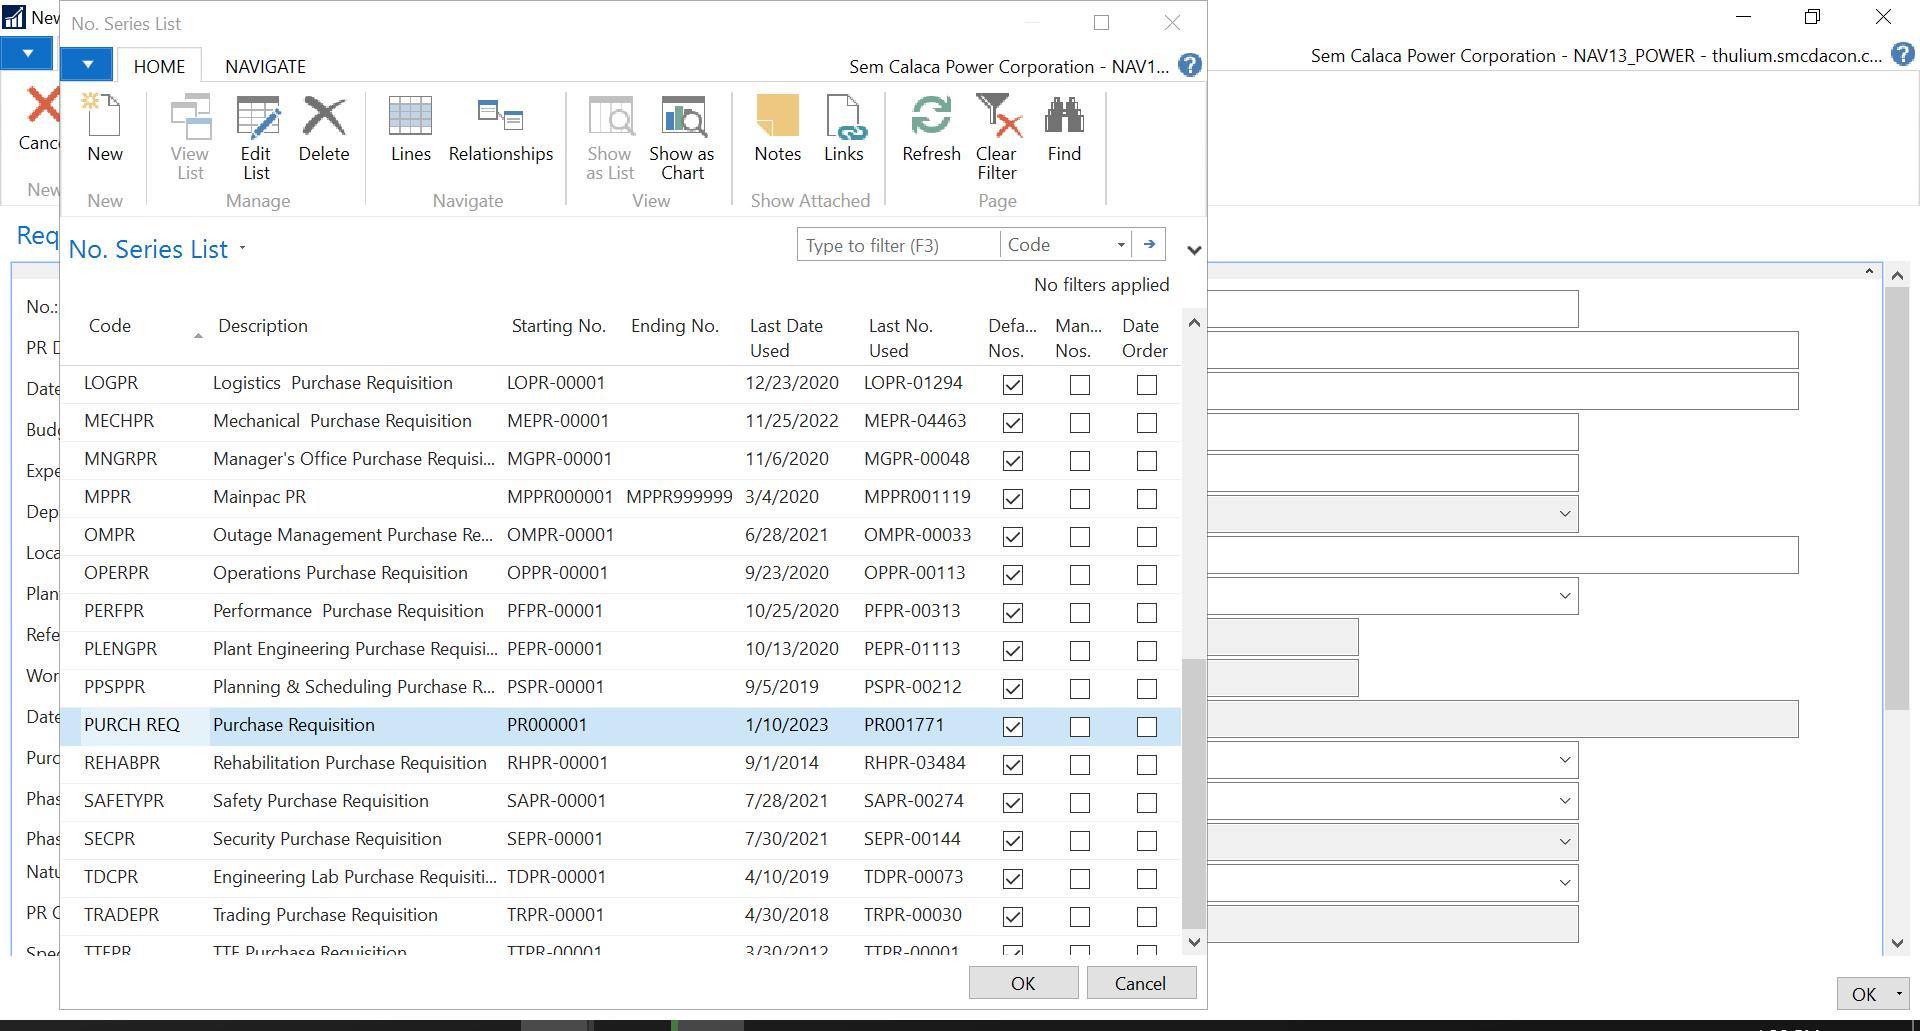 New
No. Series List
Sem Calaca Power Corporation - NAV13_POWER - thulium.smcdacon.c...
HOME
NAVIGATE
Sem Calaca Power Corporation - NAV1...
New
View List
Edit List
Delete
Lines
Relationships
Show as List
Show as Chart
Notes
Links
Refresh
Clear Filter
Find
New
Manage
Navigate
View
Show Attached
Page
Canc
New
Req
No. Series List
Type to filter (F3)
Code
No filters applied
No.:
PR D
Date
Budg
Expe
Dep
Loca
Plan
Refe
Wor
Date
Purc
Phas
Phas
Natu
PR C
Spec
Code Description Starting No. Ending No. Last Date Used Last No. Used Defa... Nos. Man... Nos. Date Order
LOGPR Logistics  Purchase Requisition LOPR-00001 12/23/2020 LOPR-01294
MECHPR Mechanical  Purchase Requisition MEPR-00001 11/25/2022 MEPR-04463
MNGRPR Manager's Office Purchase Requisi... MGPR-00001 11/6/2020 MGPR-00048
MPPR Mainpac PR MPPR000001 MPPR999999 3/4/2020 MPPR001119
OMPR Outage Management Purchase Re... OMPR-00001 6/28/2021 OMPR-00033
OPERPR Operations Purchase Requisition OPPR-00001 9/23/2020 OPPR-00113
PERFPR Performance  Purchase Requisition PFPR-00001 10/25/2020 PFPR-00313
PLENGPR Plant Engineering Purchase Requisi... PEPR-00001 10/13/2020 PEPR-01113
PPSPPR Planning & Scheduling Purchase R... PSPR-00001 9/5/2019 PSPR-00212
PURCH REQ Purchase Requisition PR000001 1/10/2023 PR001771
REHABPR Rehabilitation Purchase Requisition RHPR-00001 9/1/2014 RHPR-03484
SAFETYPR Safety Purchase Requisition SAPR-00001 7/28/2021 SAPR-00274
SECPR Security Purchase Requisition SEPR-00001 7/30/2021 SEPR-00144
TDCPR Engineering Lab Purchase Requisiti... TDPR-00001 4/10/2019 TDPR-00073
TRADEPR Trading Purchase Requisition TRPR-00001 4/30/2018 TRPR-00030
TTEPR TTE Purchase Requisition TTPR-00001 3/30/2012 TTPR-00001
OK
Cancel
OK